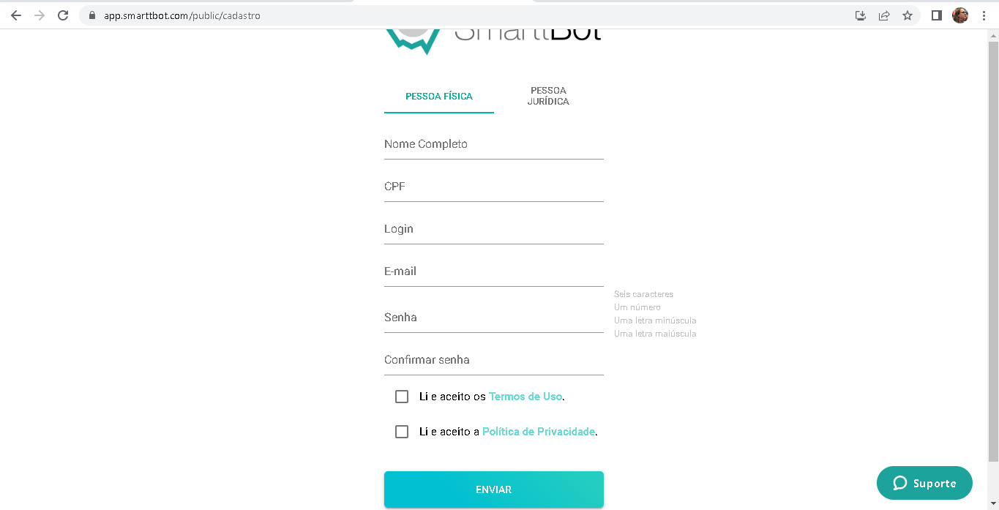 app.smarttbot.com/public/cadastro
SmarttBot
PESSOA FÍSICA
PESSOA
JURÍDICA
Nome Completo
CPF
Login
E-mail
Seis caracteres
Um número
Uma letra minúscula
Uma letra maiúscula
Senha
Confirmar senha
Li e aceito os Termos de Uso.
Li e aceito a Política de Privacidade.
ENVIAR
Suporte